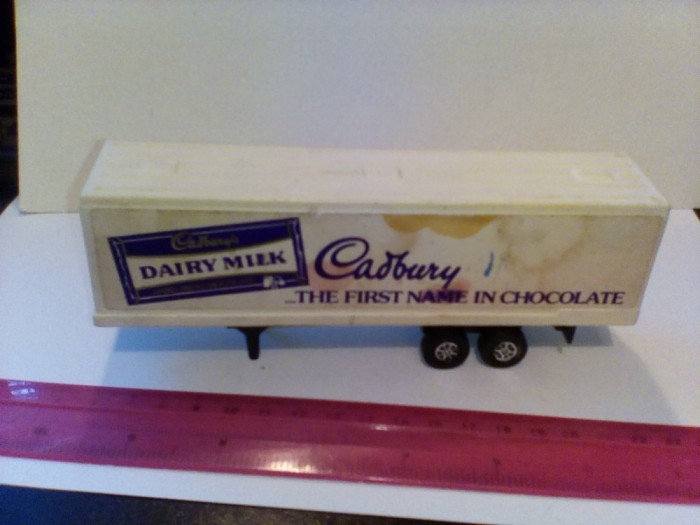 Cadbury's
DAIRY MILK
Cadbury
...THE FIRST NAME IN CHOCOLATE